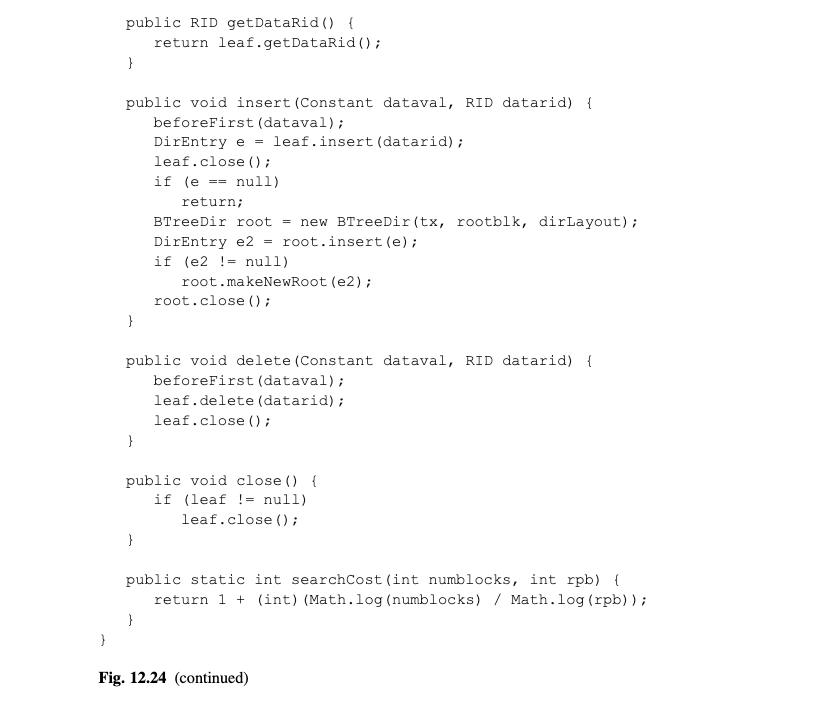 public RID getDataRid() {
return leaf.getDataRid();
}
public void insert(Constant dataval, RID datarid) {
beforeFirst(dataval);
DirEntry e = leaf.insert(datarid);
leaf.close();
if (e == null)
return;
BTreeDir root = new BTreeDir(tx, rootblk, dirLayout);
DirEntry e2 = root.insert(e);
if (e2 != null)
root.makeNewRoot(e2);
root.close();
}
public void delete(Constant dataval, RID datarid) {
beforeFirst(dataval);
leaf.delete(datarid);
leaf.close();
}
public void close() {
if (leaf != null)
leaf.close();
}
public static int searchCost(int numblocks, int rpb) {
return 1 + (int)(Math.log(numblocks) / Math.log(rpb));
}
}
Fig. 12.24 (continued)